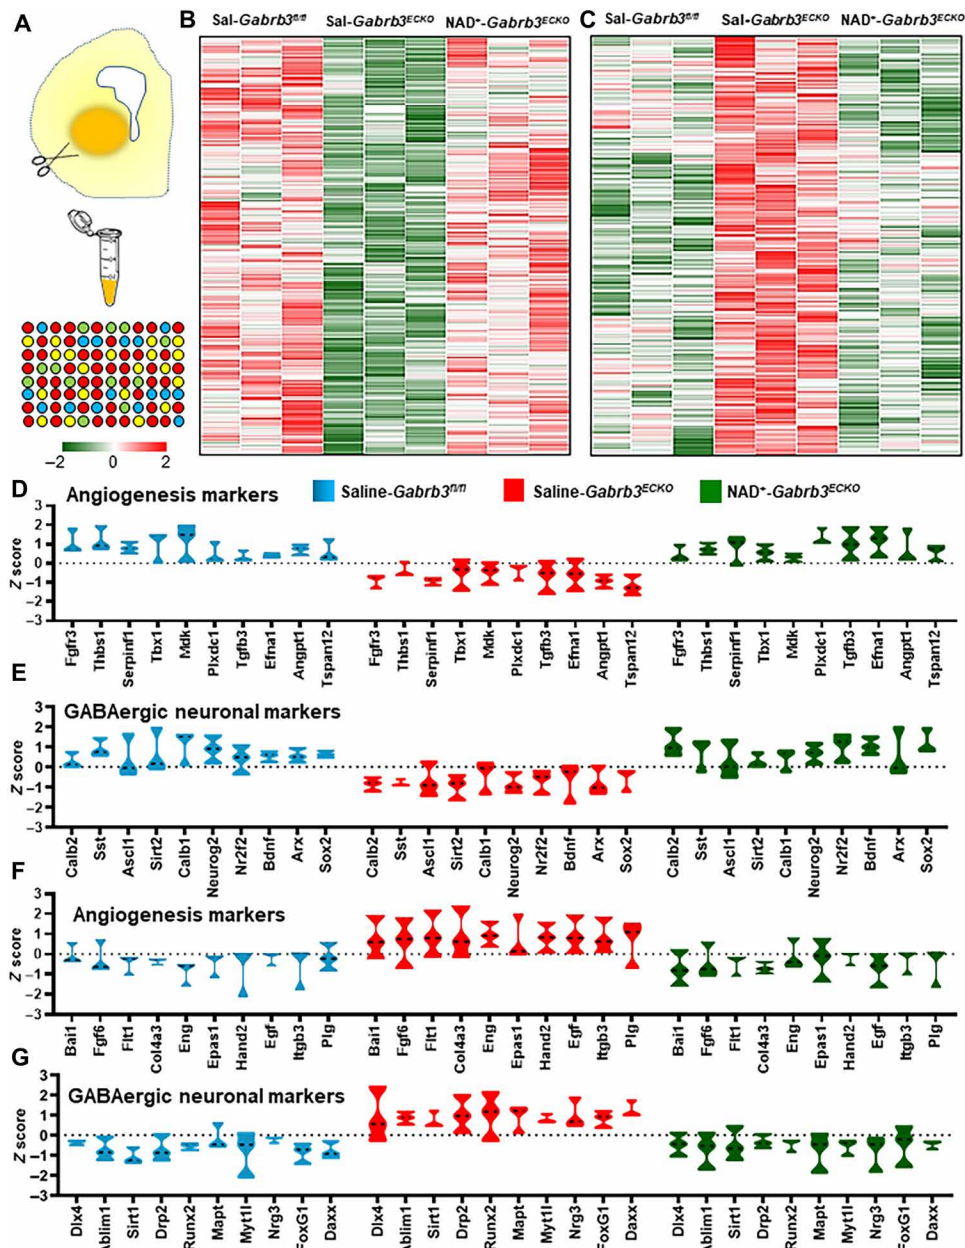 A
B
Sal-Gabrb3fl/fl Sal-Gabrb3ECKO NAD+-Gabrb3ECKO
C
Sal-Gabrb3fl/fl Sal-Gabrb3ECKO NAD+-Gabrb3ECKO
−2 0 2
D
Angiogenesis markers
Saline-Gabrb3fl/fl Saline-Gabrb3ECKO NAD+-Gabrb3ECKO
Z score
3
2
1
0
−1
−2
−3
Fgfr3 Thbs1 Serpinf1 Tbx1 Mdk Plxdc1 Tgfb3 Efna1 Angpt1 Tspan12
Fgfr3 Thbs1 Serpinf1 Tbx1 Mdk Plxdc1 Tgfb3 Efna1 Angpt1 Tspan12
Fgfr3 Thbs1 Serpinf1 Tbx1 Mdk Plxdc1 Tgfb3 Efna1 Angpt1 Tspan12
E
GABAergic neuronal markers
Z score
3
2
1
0
−1
−2
−3
Calb2 Sst Ascl1 Sirt2 Calb1 Neurog2 Nr2f2 Bdnf Arx Sox2
Calb2 Sst Ascl1 Sirt2 Calb1 Neurog2 Nr2f2 Bdnf Arx Sox2
Calb2 Sst Ascl1 Sirt2 Calb1 Neurog2 Nr2f2 Bdnf Arx Sox2
F
Angiogenesis markers
Z score
3
2
1
0
−1
−2
−3
Bai1 Fgf6 Flt1 Col4a3 Eng Epas1 Hand2 Egf Itgb3 Plg
Bai1 Fgf6 Flt1 Col4a3 Eng Epas1 Hand2 Egf Itgb3 Plg
Bai1 Fgf6 Flt1 Col4a3 Eng Epas1 Hand2 Egf Itgb3 Plg
G
GABAergic neuronal markers
Z score
3
2
1
0
−1
−2
−3
Dlx4 Ablim1 Sirt1 Drp2 Runx2 Mapt Myt1l Nrg3 FoxG1 Daxx
Dlx4 Ablim1 Sirt1 Drp2 Runx2 Mapt Myt1l Nrg3 FoxG1 Daxx
Dlx4 Ablim1 Sirt1 Drp2 Runx2 Mapt Myt1l Nrg3 FoxG1 Daxx